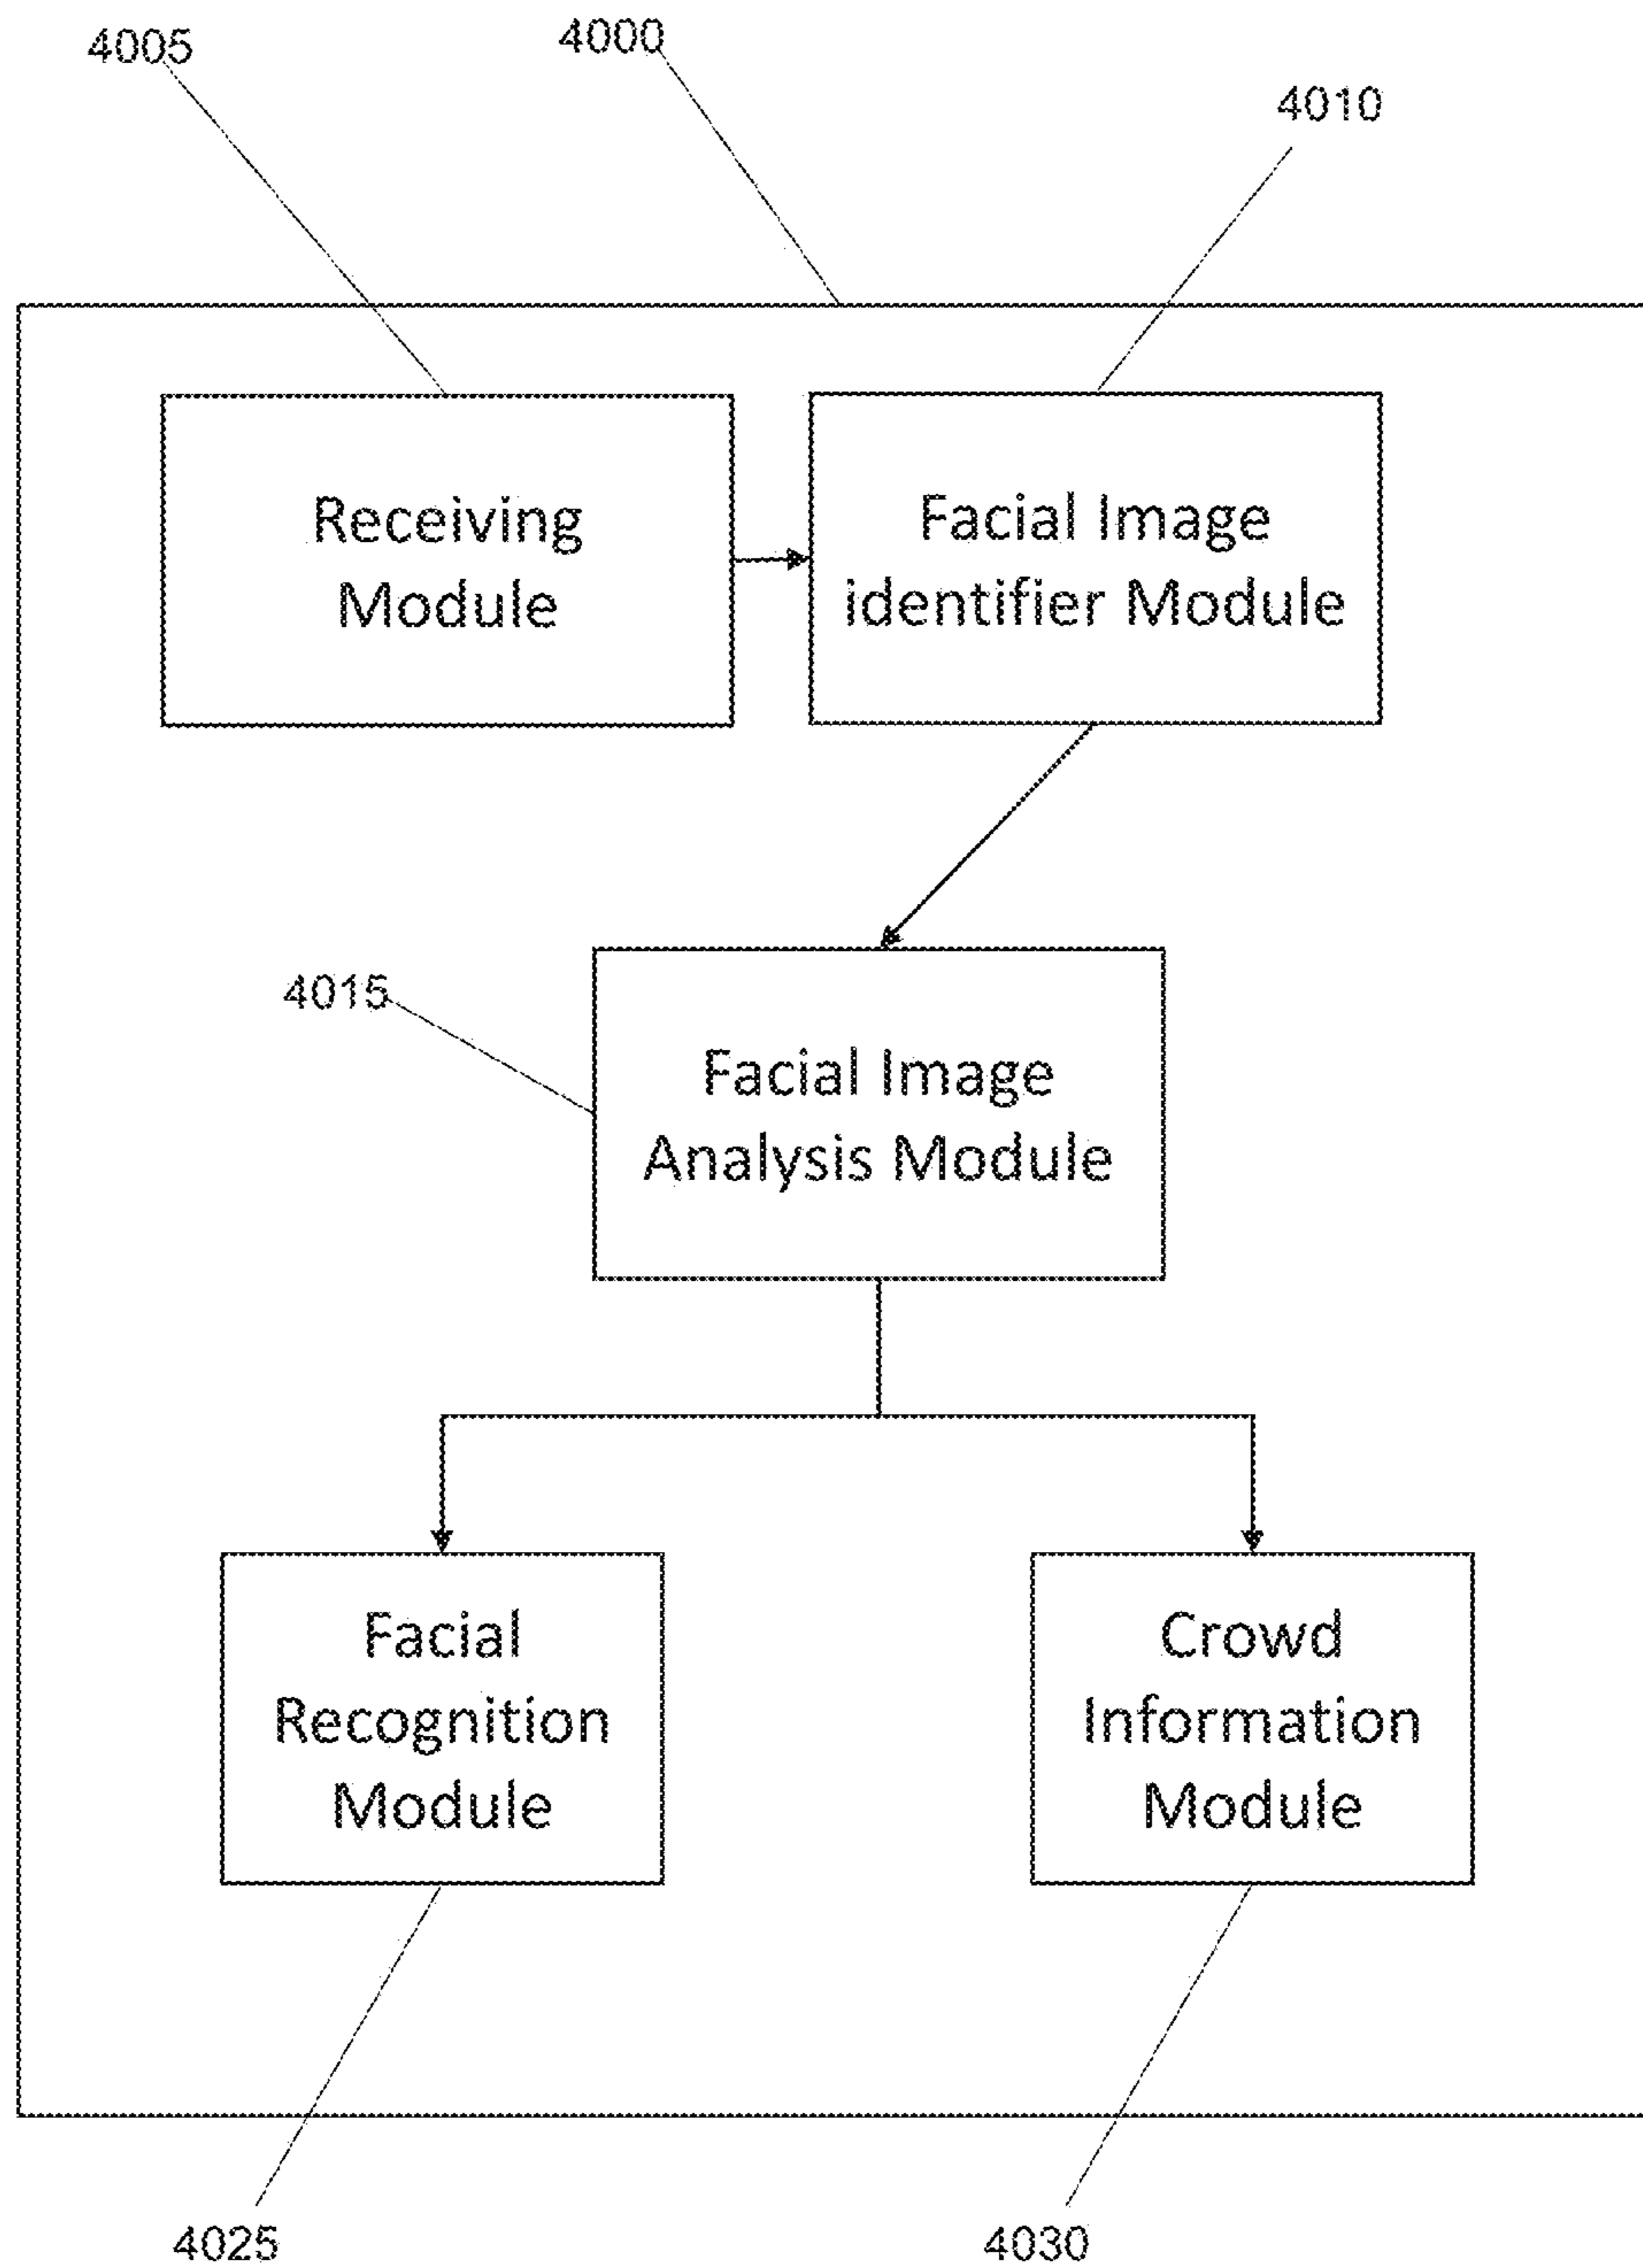 4005
4000
4010
Receiving
Module
Facial Image
identifier Module
4015
Facial Image
Analysis Module
Facial
Recognition
Module
Crowd
Information
Module
4025
4030